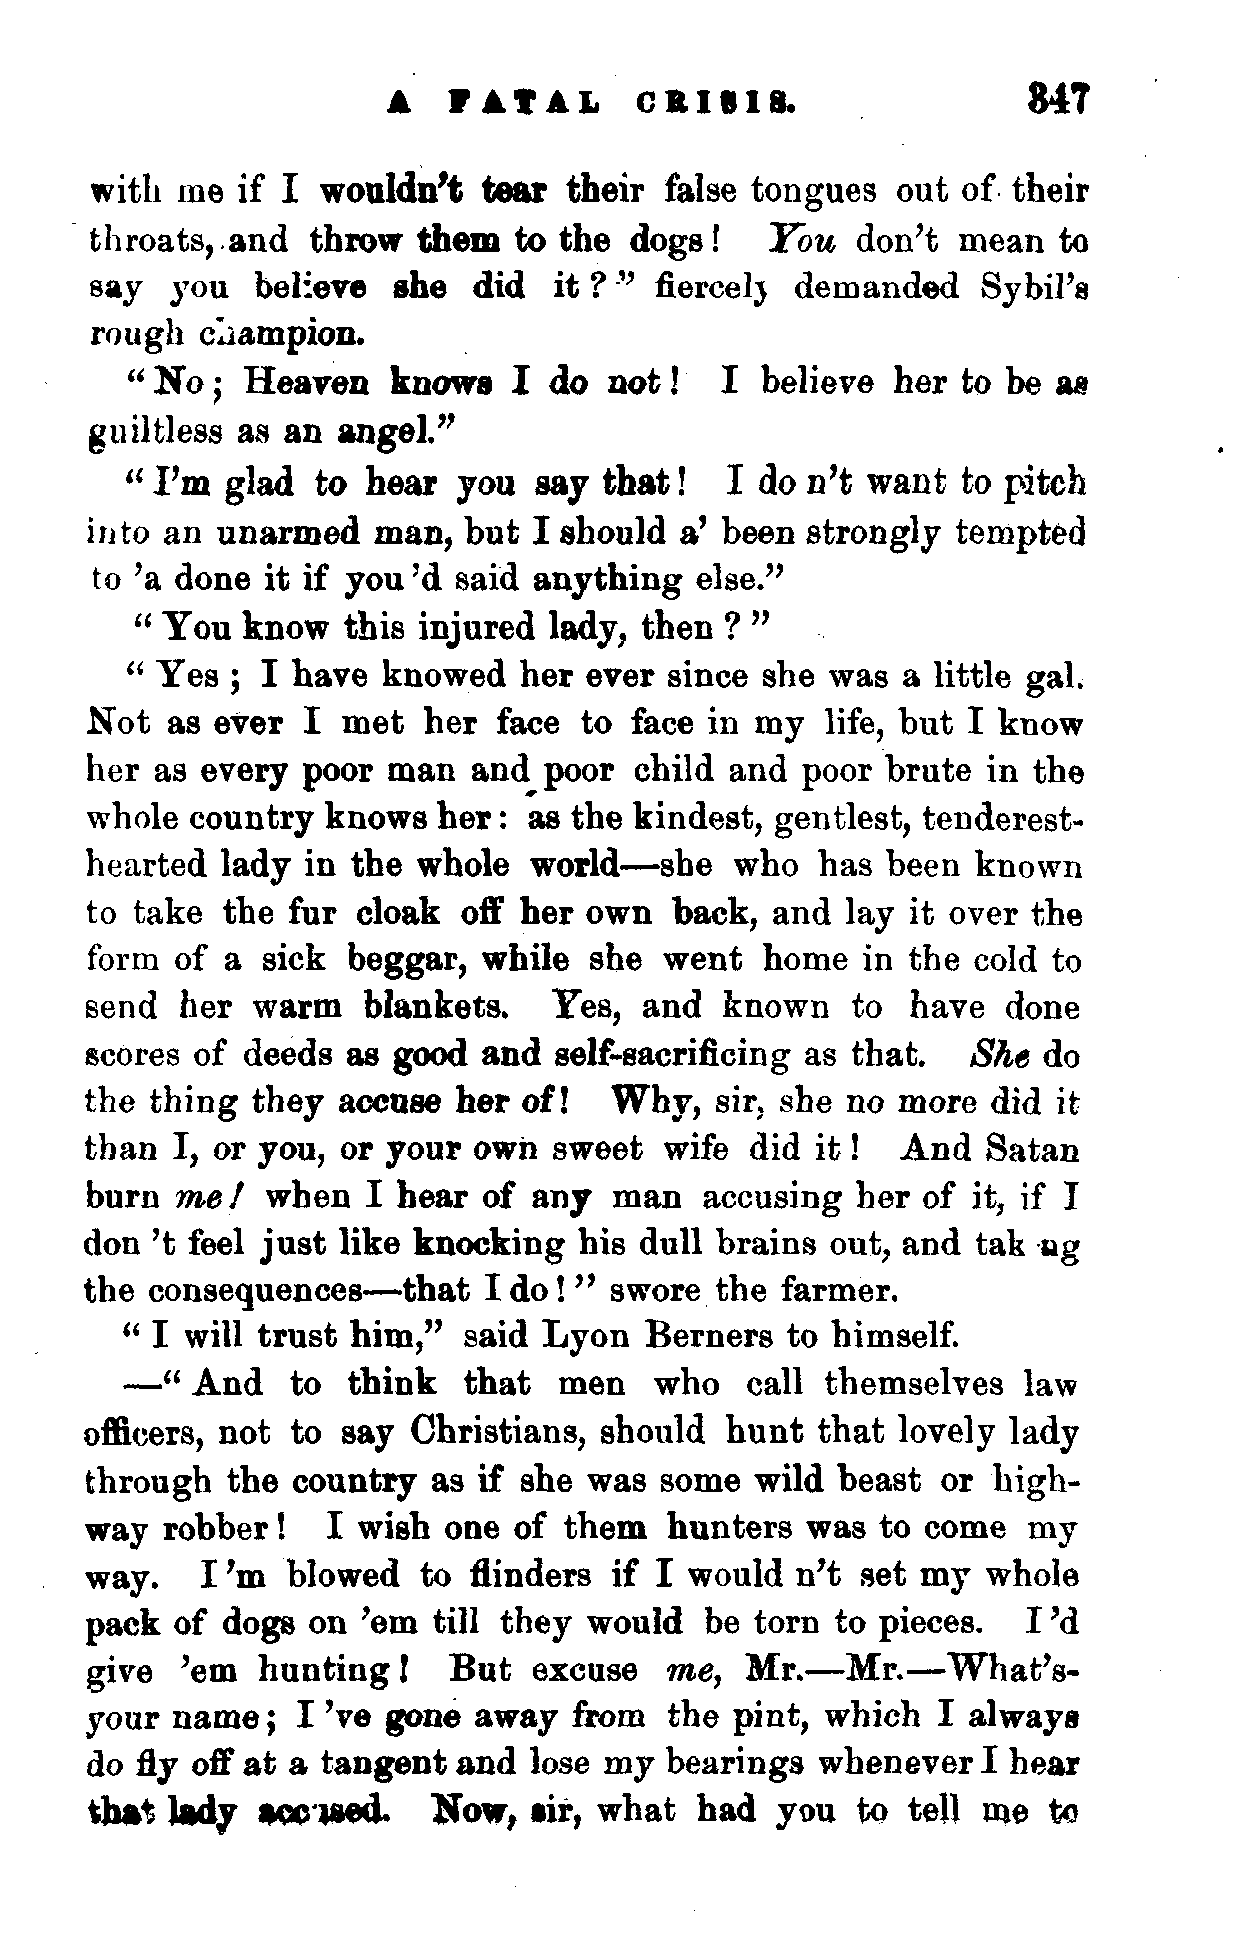 A FATAL CRISIS. 347
with me if I wouldn't tear their false tongues out of their
throats, and throw them to the dogs! You don't mean to
say you believe she did it?" fiercely demanded Sybil's
rough champion.
"No; Heaven knows I do not! I believe her to be as
guiltless as an angel."
"I'm glad to hear you say that! I do n't want to pitch
into an unarmed man, but I should a' been strongly tempted
to 'a done it if you 'd said anything else."
"You know this injured lady, then?"
"Yes; I have knowed her ever since she was a little gal.
Not as ever I met her face to face in my life, but I know
her as every poor man and poor child and poor brute in the
whole country knows her: as the kindest, gentlest, tenderest-
hearted lady in the whole world—she who has been known
to take the fur cloak off her own back, and lay it over the
form of a sick beggar, while she went home in the cold to
send her warm blankets. Yes, and known to have done
scores of deeds as good and self-sacrificing as that. She do
the thing they accuse her of! Why, sir, she no more did it
than I, or you, or your own sweet wife did it! And Satan
burn me! when I hear of any man accusing her of it, if I
don 't feel just like knocking his dull brains out, and taking
the consequences—that I do!" swore the farmer.
"I will trust him," said Lyon Berners to himself.
—"And to think that men who call themselves law
officers, not to say Christians, should hunt that lovely lady
through the country as if she was some wild beast or high-
way robber! I wish one of them hunters was to come my
way. I 'm blowed to flinders if I would n't set my whole
pack of dogs on 'em till they would be torn to pieces. I 'd
give 'em hunting! But excuse me, Mr.—Mr.—What's-
your name; I 've gone away from the pint, which I always
do fly off at a tangent and lose my bearings whenever I hear
that lady accused. Now, sir, what had you to tell me to